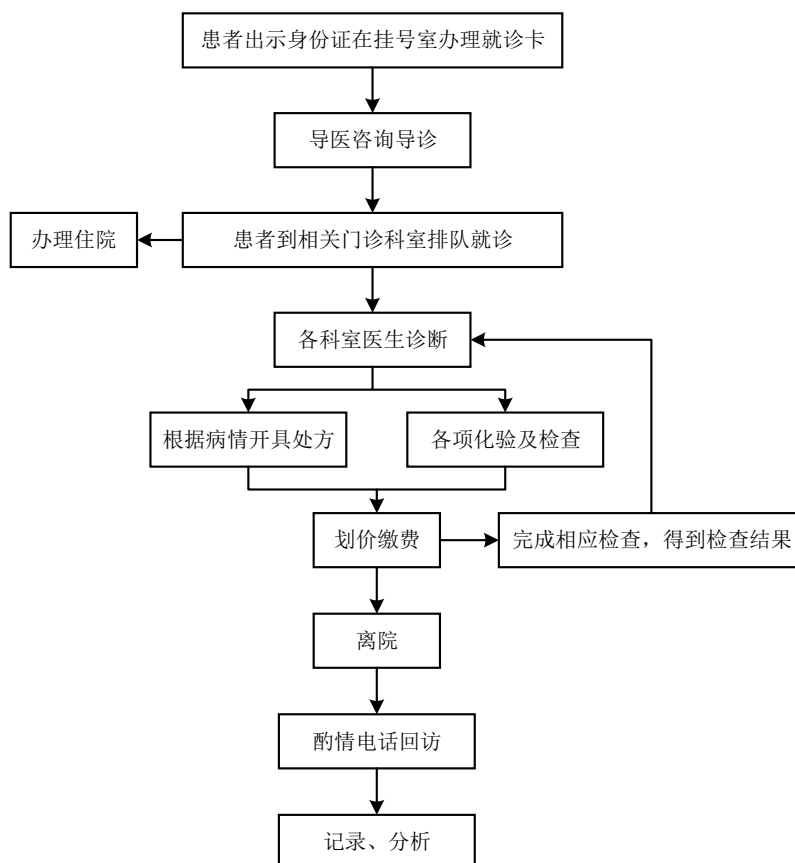 患者出示身份证在挂号室办理就诊卡
导医咨询导诊
办理住院
患者到相关门诊科室排队就诊
各科室医生诊断
根据病情开具处方
各项化验及检查
划价缴费
完成相应检查，得到检查结果
离院
酌情电话回访
记录、分析